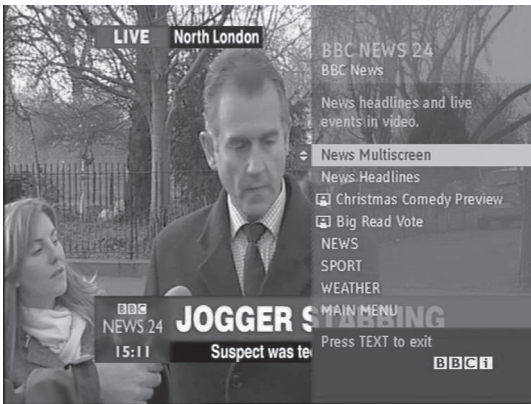 LIVE North London
BBC NEWS 24
BBC News
News headlines and live
events in video.
News Multiscreen
News Headlines
Christmas Comedy Preview
Big Read Vote
NEWS
SPORT
WEATHER
MAIN MENU
Press TEXT to exit
BBCi
BBC
NEWS 24
JOGGER STABBING
15:11 Suspect was